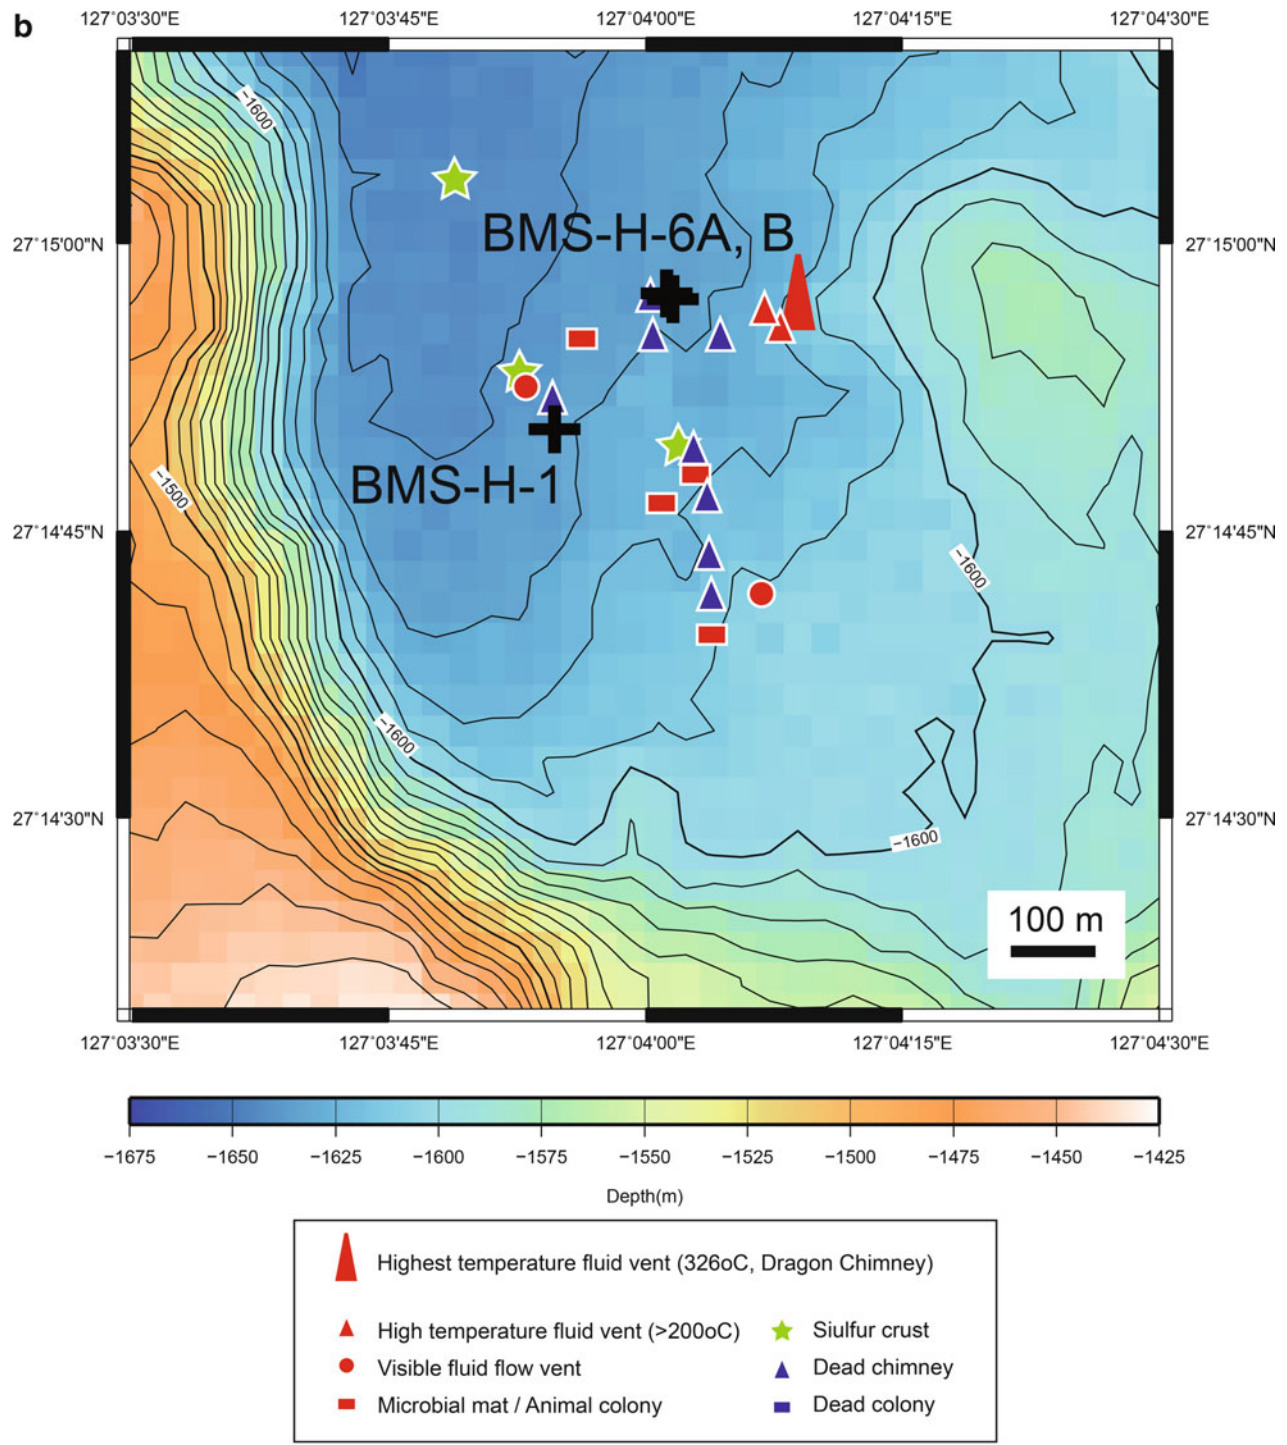 b
127°03'30"E 127°03'45"E 127°04'00"E 127°04'15"E 127°04'30"E
−1600
BMS-H-6A, B
27°15'00"N 27°15'00"N
BMS-H-1
−1500
27°14'45"N 27°14'45"N
−1600
−1600
27°14'30"N 27°14'30"N
−1600
100 m
127°03'30"E 127°03'45"E 127°04'00"E 127°04'15"E 127°04'30"E
−1675 −1650 −1625 −1600 −1575 −1550 −1525 −1500 −1475 −1450 −1425
Depth(m)
Highest temperature fluid vent (326oC, Dragon Chimney)
High temperature fluid vent (>200oC) Siulfur crust
Visible fluid flow vent Dead chimney
Microbial mat / Animal colony Dead colony